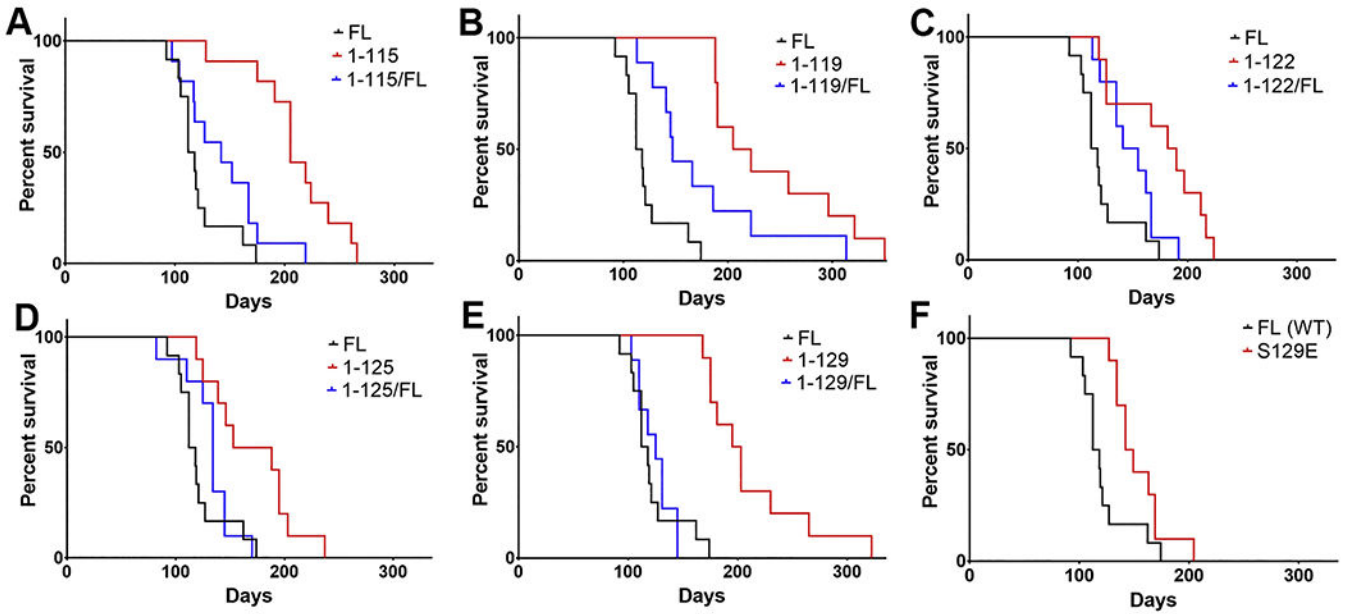 A
Percent survival
100
50
0
FL
1-115
1-115/FL
0 100 200 300
Days
B
Percent survival
100
50
0
FL
1-119
1-119/FL
0 100 200 300
Days
C
Percent survival
100
50
0
FL
1-122
1-122/FL
0 100 200 300
Days
D
Percent survival
100
50
0
FL
1-125
1-125/FL
0 100 200 300
Days
E
Percent survival
100
50
0
FL
1-129
1-129/FL
0 100 200 300
Days
F
Percent survival
100
50
0
FL (WT)
S129E
0 100 200 300
Days